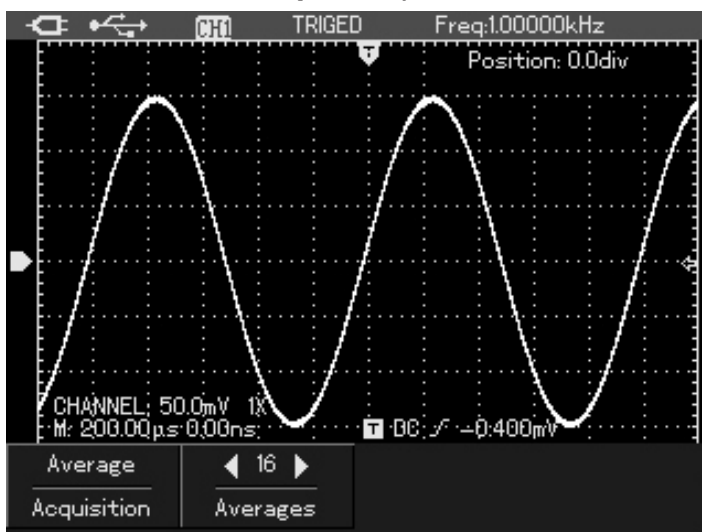 CH1 TRIGED Freq:1.00000kHz
T
Position: 0.0div
CHANNEL; 50.0mV 1X
M: 200.00μs 0.00ns
T DC -0.400mV
Average 16
Acquisition Averages